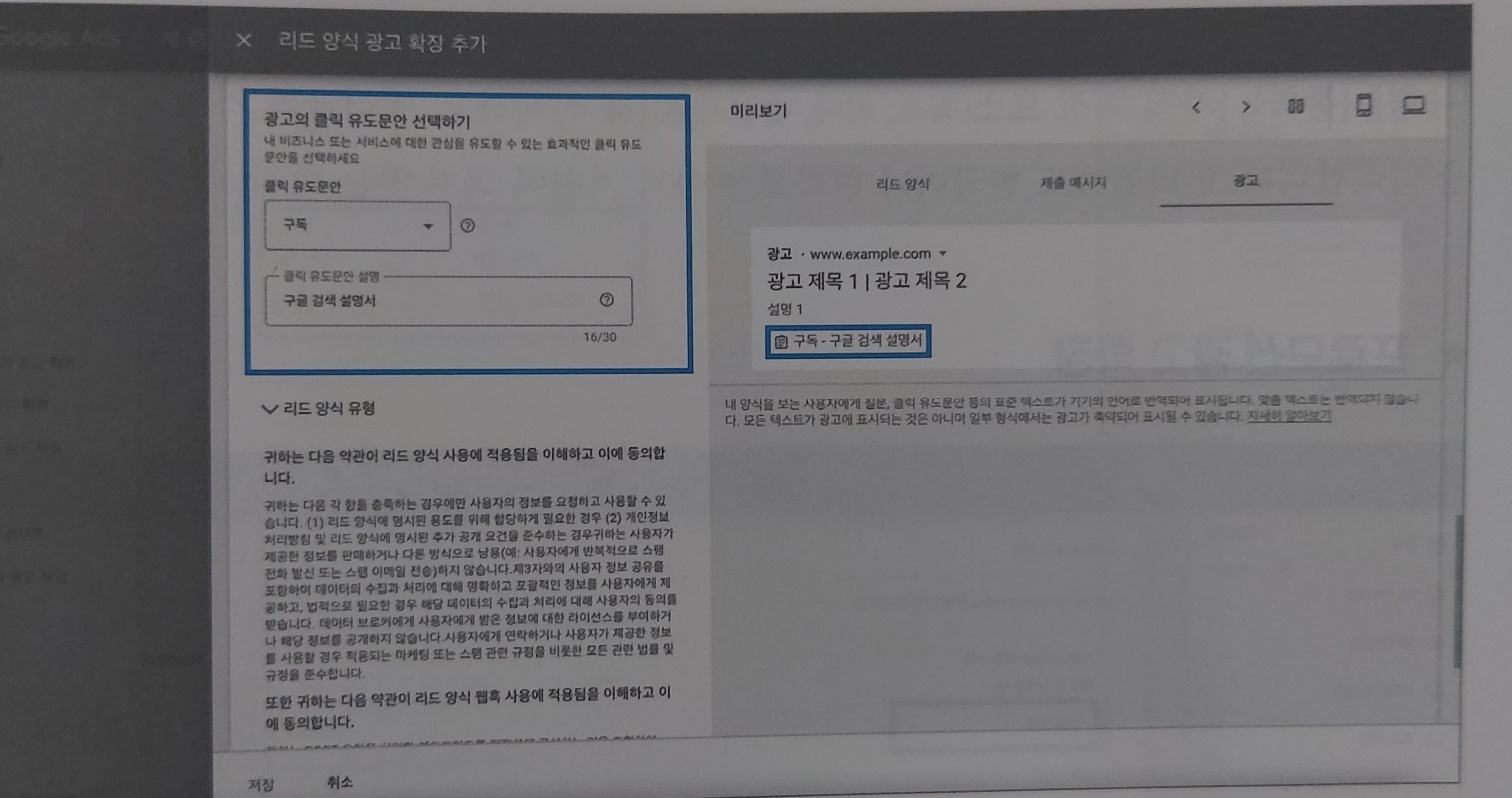 Google Ads
× 리드 양식 광고 확장 추가
광고의 클릭 유도문안 선택하기
내 비즈니스 또는 서비스에 대한 관심을 유도할 수 있는 효과적인 클릭 유도
문안을 선택하세요
클릭 유도문안
구독
클릭 유도문안 설명
구글 검색 설명서
16/30
리드 양식 유형
귀하는 다음 약관이 리드 양식 사용에 적용됨을 이해하고 이에 동의합
니다.
귀하는 다음 각 항을 충족하는 경우에만 사용자의 정보를 요청하고 사용할 수 있
습니다. (1) 리드 양식에 명시된 용도를 위해 합당하게 필요한 경우 (2) 개인정보
처리방침 및 리드 양식에 명시된 추가 공개 요건을 준수하는 경우귀하는 사용자가
제공한 정보를 판매하거나 다른 방식으로 남용(예: 사용자에게 반복적으로 스팸
전화 발신 또는 스팸 이메일 전송)하지 않습니다.제3자와의 사용자 정보 공유를
포함하여 데이터의 수집과 처리에 대해 명확하고 포괄적인 정보를 사용자에게 제
공하고, 법적으로 필요한 경우 해당 데이터의 수집과 처리에 대해 사용자의 동의를
받습니다. 데이터 브로커에게 사용자에게 받은 정보에 대한 라이선스를 부여하거
나 해당 정보를 공개하지 않습니다.사용자에게 연락하거나 사용자가 제공한 정보
를 사용할 경우 적용되는 마케팅 또는 스팸 관련 규정을 비롯한 모든 관련 법률 및
규정을 준수합니다.
또한 귀하는 다음 약관이 리드 양식 웹훅 사용에 적용됨을 이해하고 이
에 동의합니다.
저장 취소
미리보기
리드 양식 제출 메시지 광고
광고 · www.example.com
광고 제목 1 | 광고 제목 2
설명 1
구독 - 구글 검색 설명서
내 양식을 보는 사용자에게 질문, 클릭 유도문안 등의 표준 텍스트가 기기의 언어로 번역되어 표시됩니다. 맞춤 텍스트는 번역되지 않습니
다. 모든 텍스트가 광고에 표시되는 것은 아니며 일부 형식에서는 광고가 축약되어 표시될 수 있습니다. 자세히 알아보기